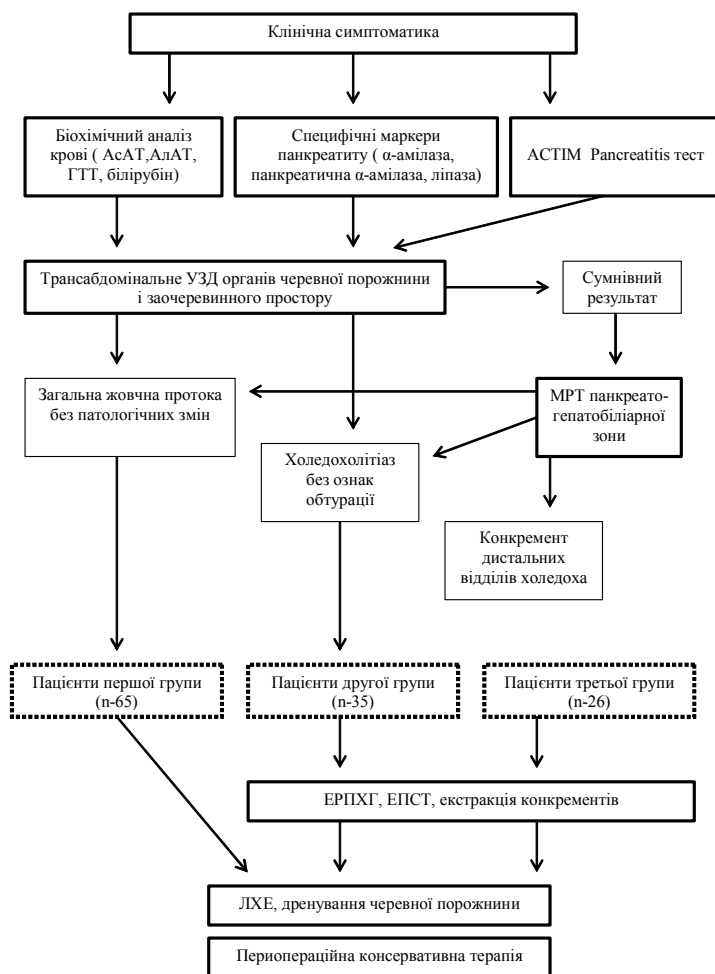 Клінічна симптоматика
Біохімічний аналіз
крові ( АсАТ,АлАТ,
ГТТ, білірубін)
Специфічні маркери
панкреатиту ( α-амілаза,
панкреатична α-амілаза, ліпаза)
ACTIM Pancreatitis тест
Трансабдомінальне УЗД органів черевної порожнини
і заочеревинного простору
Сумнівний
результат
Загальна жовчна протока
без патологічних змін
МРТ панкреато-
гепатобіліарної
зони
Холедохолітіаз
без ознак
обтурації
Конкремент
дистальних
відділів холедоха
Пацієнти першої групи
(n-65)
Пацієнти другої групи
(n-35)
Пацієнти третьої групи
(n-26)
ЕРПХГ, ЕПСТ, екстракція конкрементів
ЛХЕ, дренування черевної порожнини
Периопераційна консервативна терапія